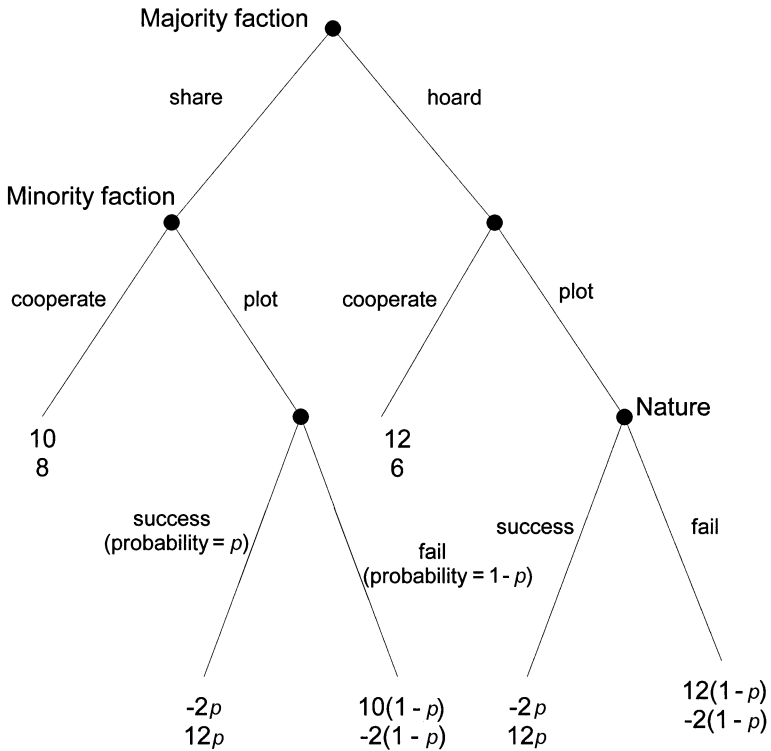 Majority faction
share
hoard
Minority faction
cooperate
plot
cooperate
plot
10
8
12
6
Nature
success
(probability = p)
fail
(probability = 1 - p)
success
fail
-2p
12p
10(1 - p)
-2(1 - p)
-2p
12p
12(1 - p)
-2(1 - p)